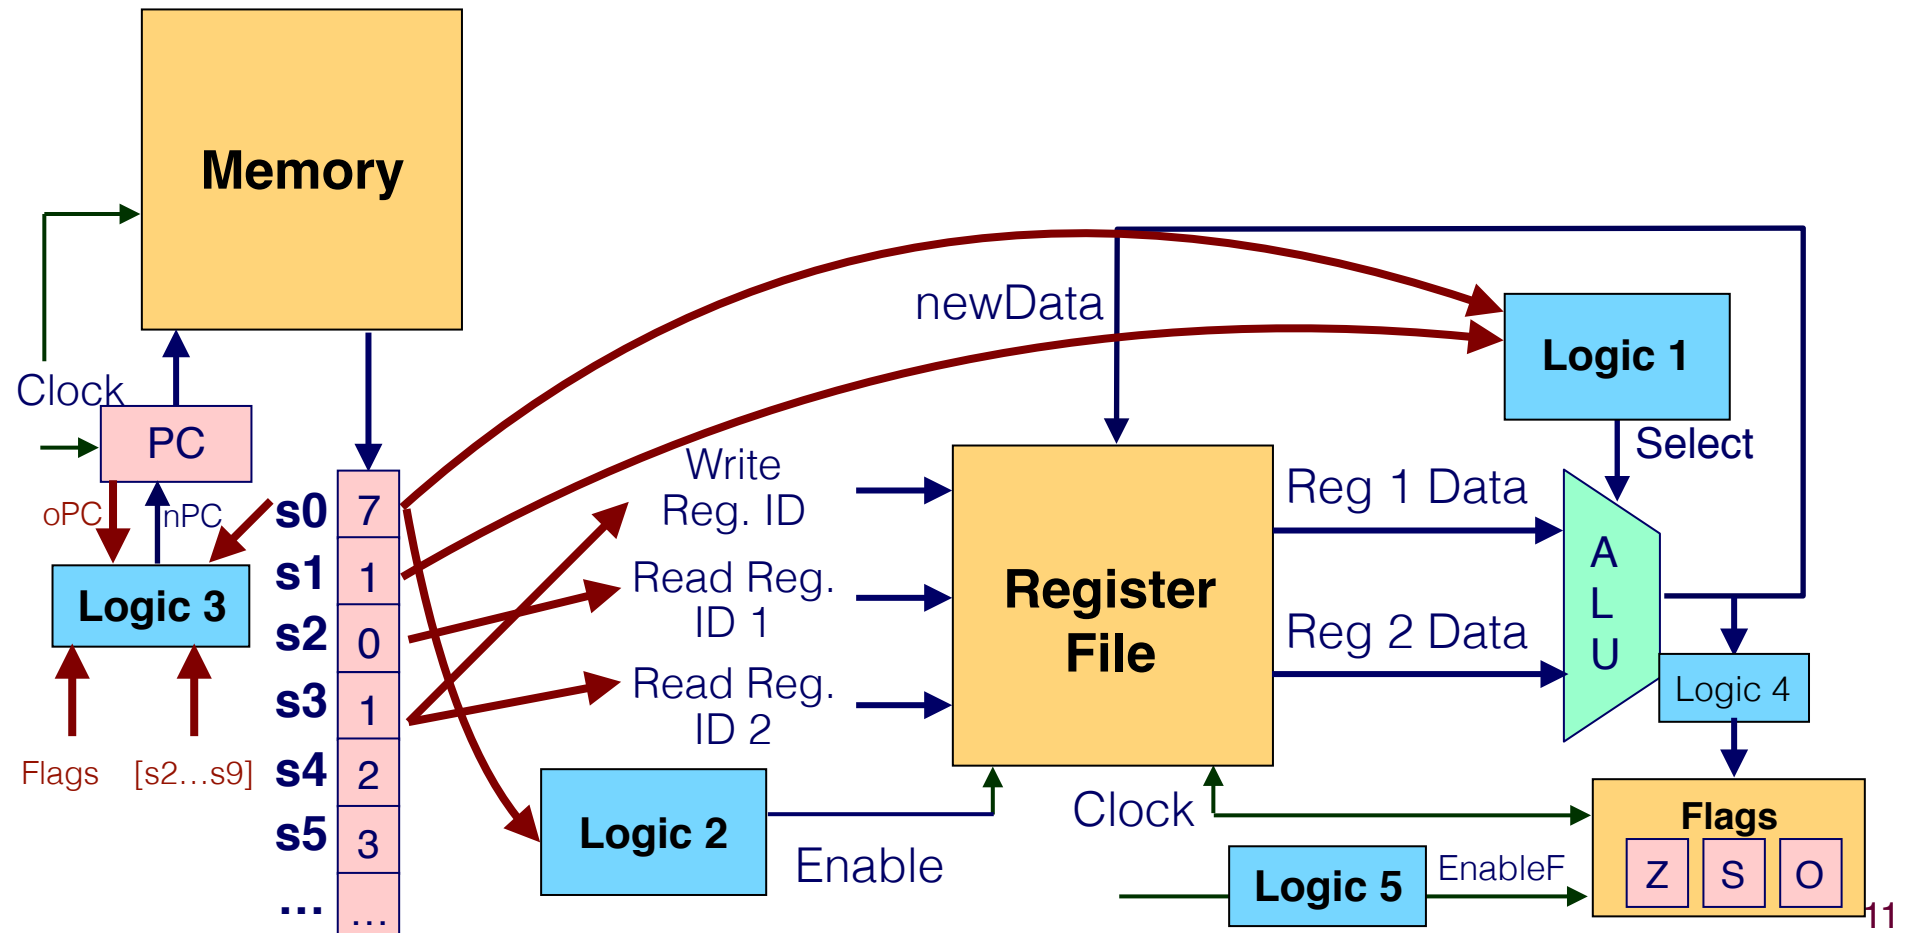 Memory
newData
Logic 1
Clock
PC
Select
Write
Reg. ID
Reg 1 Data
oPC
nPC
s0
7
s1
1
Read Reg.
ID 1
Register
File
A
L
U
Logic 3
s2
0
Reg 2 Data
s3
1
Read Reg.
ID 2
Logic 4
Flags
[s2...s9]
s4
2
Clock
Flags
s5
3
Logic 2
Enable
Logic 5
EnableF
Z
S
O
...
...
11